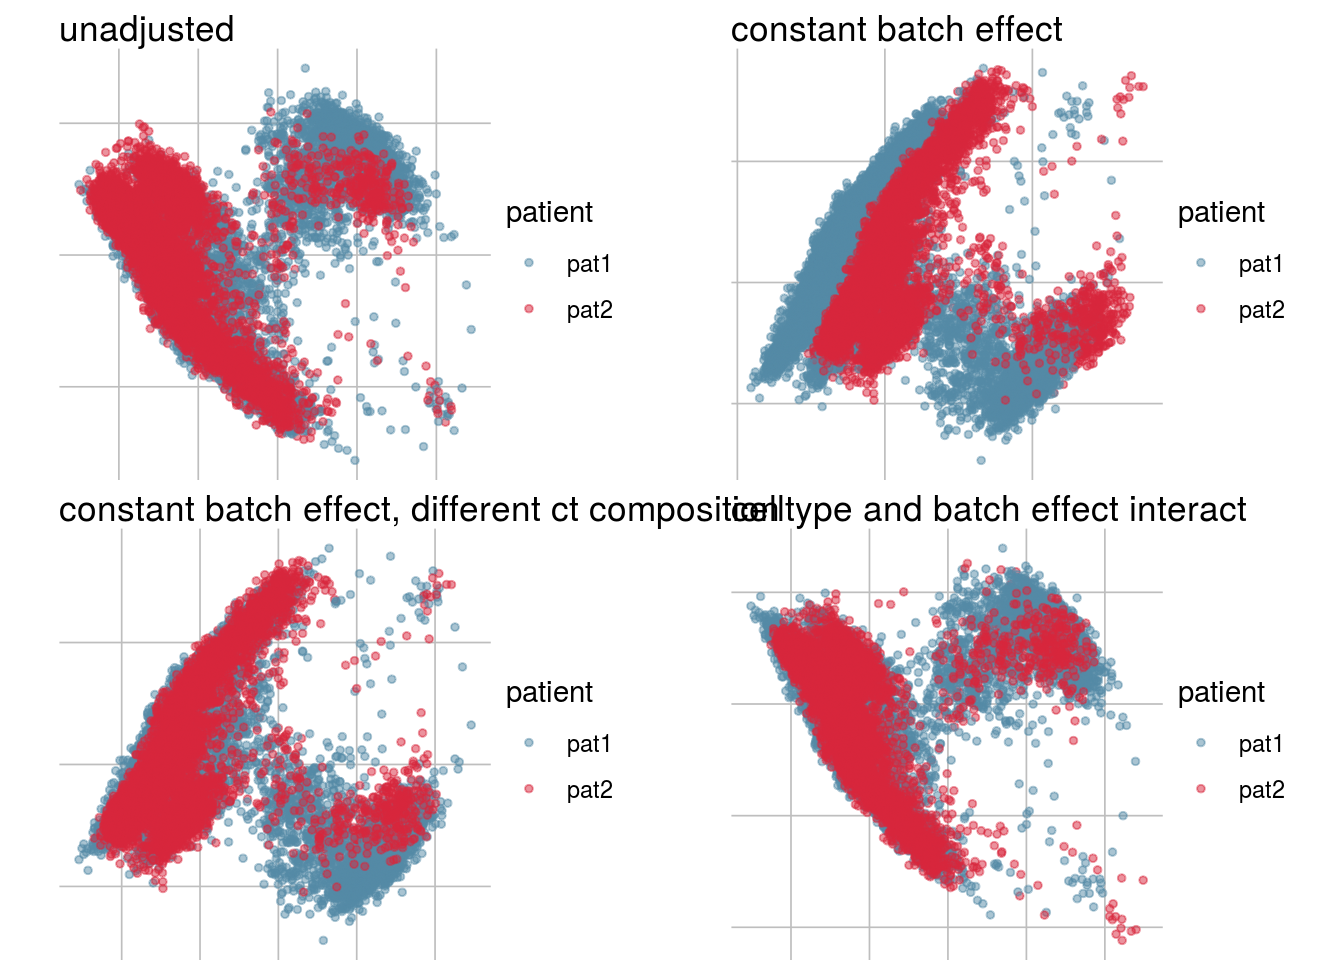 unadjusted
patient
pat1
pat2
constant batch effect
patient
pat1
pat2
constant batch effect, different ct composition
patient
pat1
pat2
celltype and batch effect interact
patient
pat1
pat2